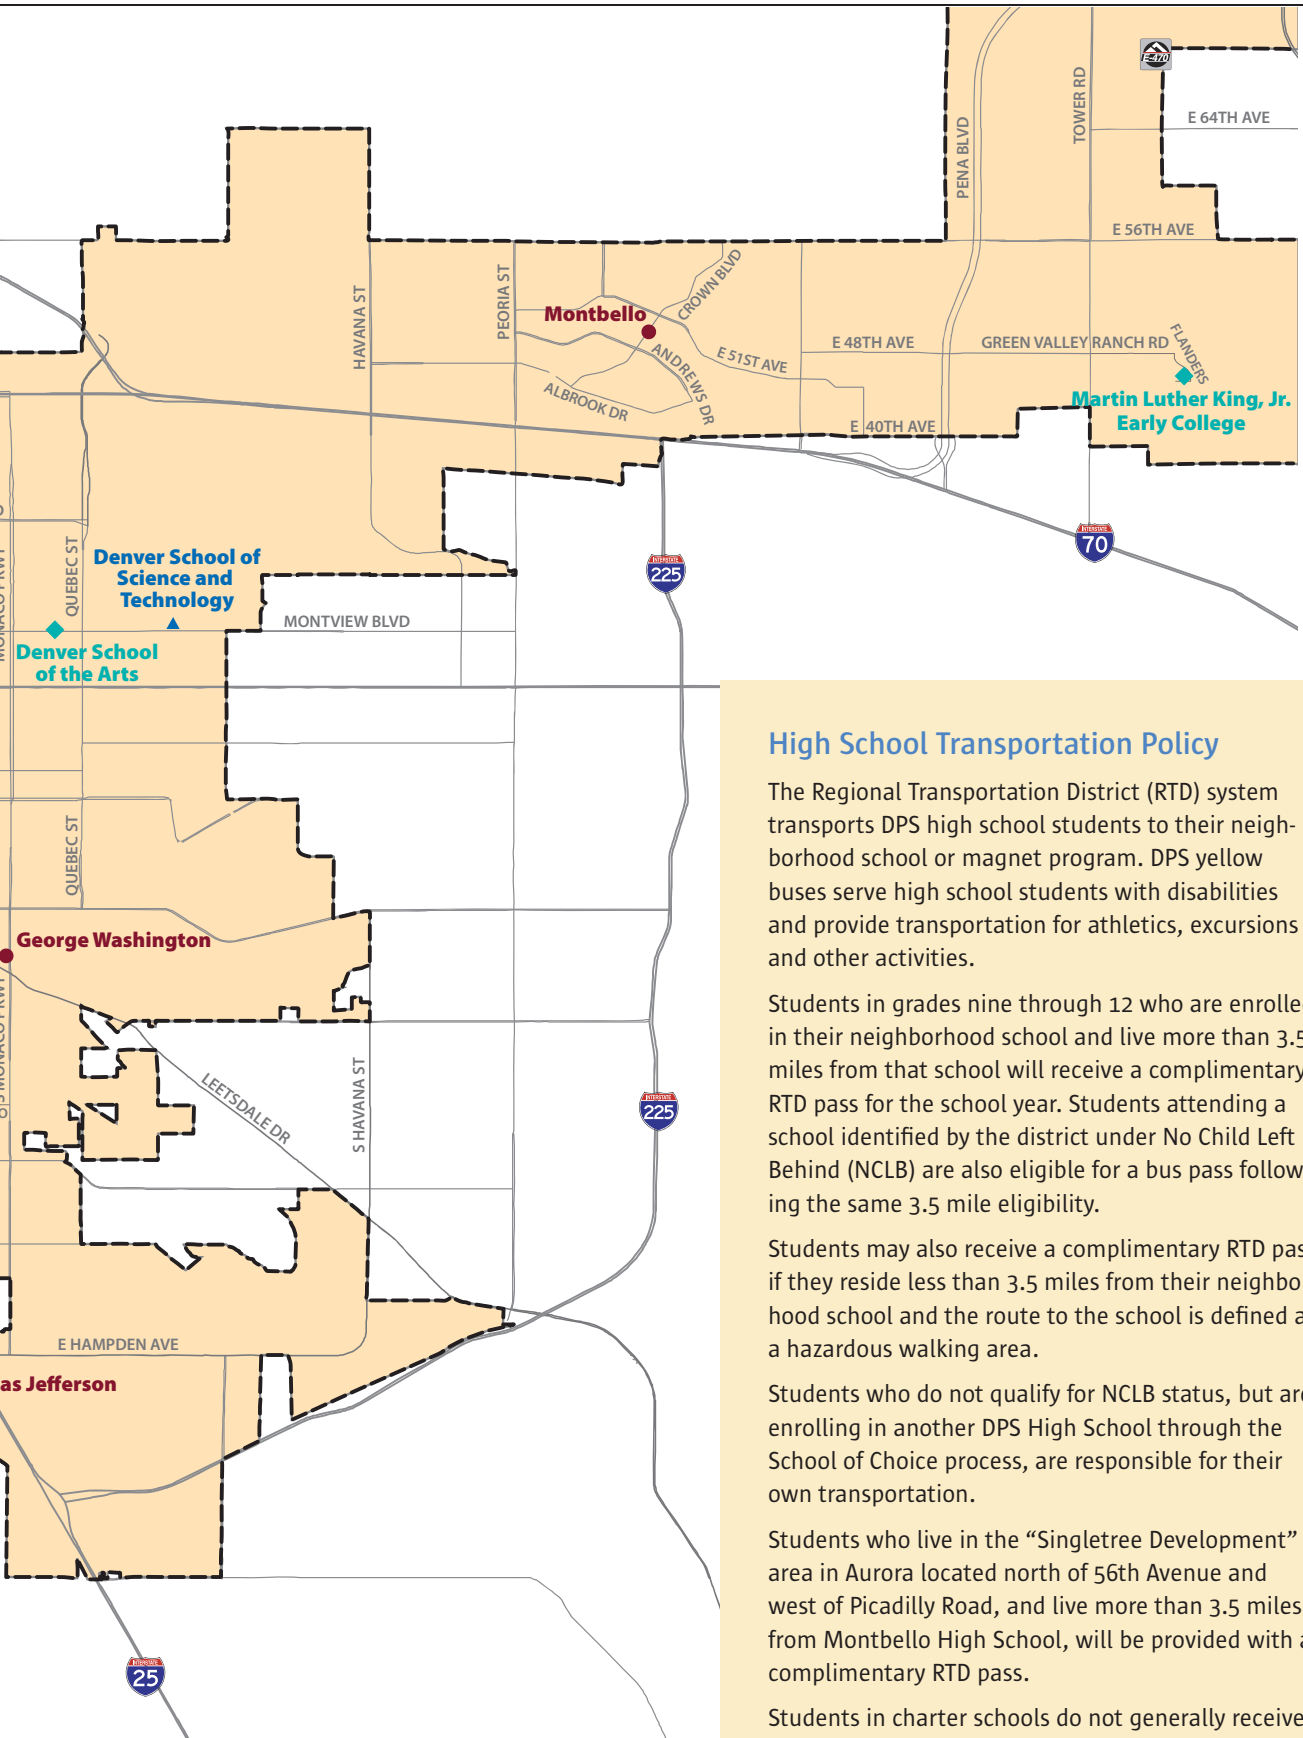 E-470
E 64TH AVE
TOWER RD
PENA BLVD
E 56TH AVE
HAVANA ST
PEORIA ST
CROWN BLVD
Montbello
E 51ST AVE
ANDREWS DR
ALBROOK DR
E 48TH AVE
GREEN VALLEY RANCH RD
FLANDERS
Martin Luther King, Jr.
Early College
E 40TH AVE
INTERSTATE
70
INTERSTATE
225
QUEBEC ST
Denver School of
Science and
Technology
MONTVIEW BLVD
Denver School
of the Arts
QUEBEC ST
George Washington
S MONACO PKWY
LEETSDALE DR
S HAVANA ST
INTERSTATE
225
E HAMPDEN AVE
as Jefferson
INTERSTATE
25
High School Transportation Policy
The Regional Transportation District (RTD) system
transports DPS high school students to their neigh-
borhood school or magnet program. DPS yellow
buses serve high school students with disabilities
and provide transportation for athletics, excursions
and other activities.
Students in grades nine through 12 who are enrolle
in their neighborhood school and live more than 3.5
miles from that school will receive a complimentary
RTD pass for the school year. Students attending a
school identified by the district under No Child Left
Behind (NCLB) are also eligible for a bus pass follow
ing the same 3.5 mile eligibility.
Students may also receive a complimentary RTD pas
if they reside less than 3.5 miles from their neighbo
hood school and the route to the school is defined a
a hazardous walking area.
Students who do not qualify for NCLB status, but are
enrolling in another DPS High School through the
School of Choice process, are responsible for their
own transportation.
Students who live in the “Singletree Development”
area in Aurora located north of 56th Avenue and
west of Picadilly Road, and live more than 3.5 miles
from Montbello High School, will be provided with a
complimentary RTD pass.
Students in charter schools do not generally receive